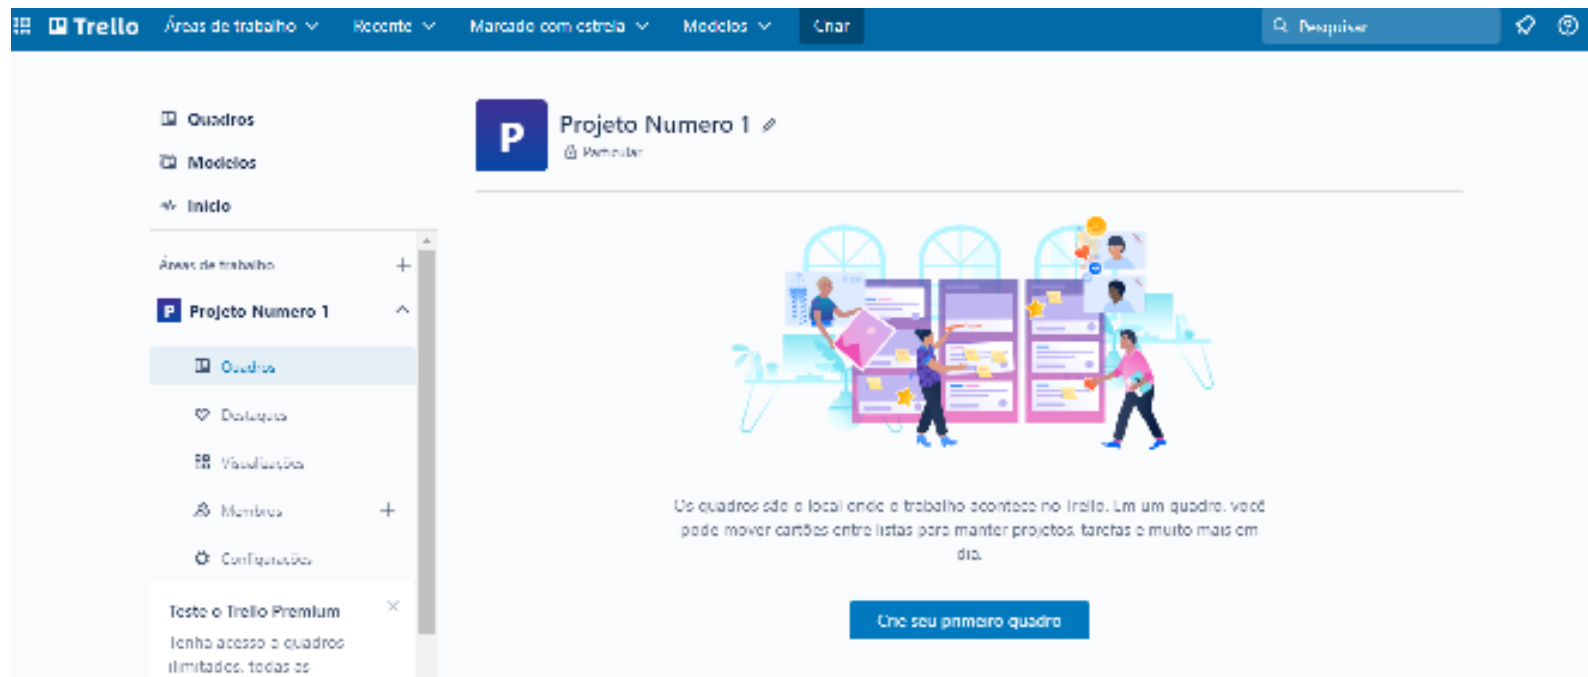 Trello Áreas de trabalho Recente Marcado com estrela Modelos Criar Pesquisar
Quadros
Modelos
Início
Áreas de trabalho
P Projeto Numero 1
Quadros
Destaques
Visualizações
Membros
Configurações
Teste o Trello Premium
Tenha acesso a quadros
ilimitados, todas as
P
Projeto Numero 1
Particular
Os quadros são o local onde o trabalho acontece no Trello. Em um quadro, você
pode mover cartões entre listas para manter projetos, tarefas e muito mais em
dia.
Crie seu primeiro quadro